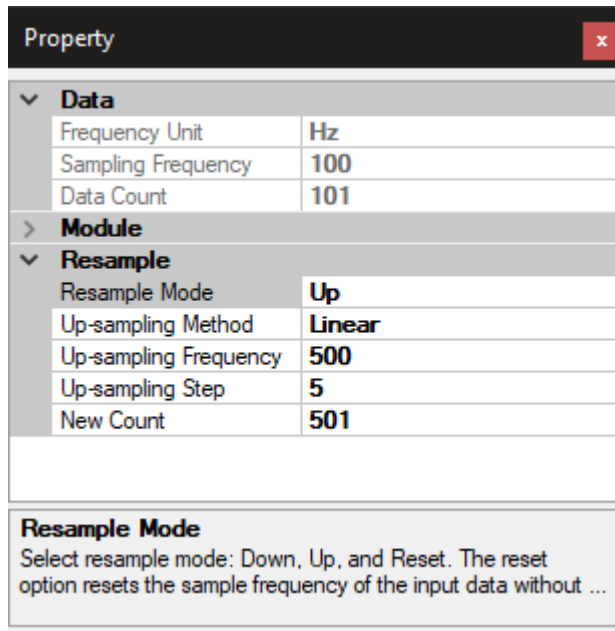 Property
x
Data
Frequency Unit Hz
Sampling Frequency 100
Data Count 101
Module
Resample
Resample Mode Up
Up-sampling Method Linear
Up-sampling Frequency 500
Up-sampling Step 5
New Count 501
Resample Mode
Select resample mode: Down, Up, and Reset. The reset
option resets the sample frequency of the input data without ...